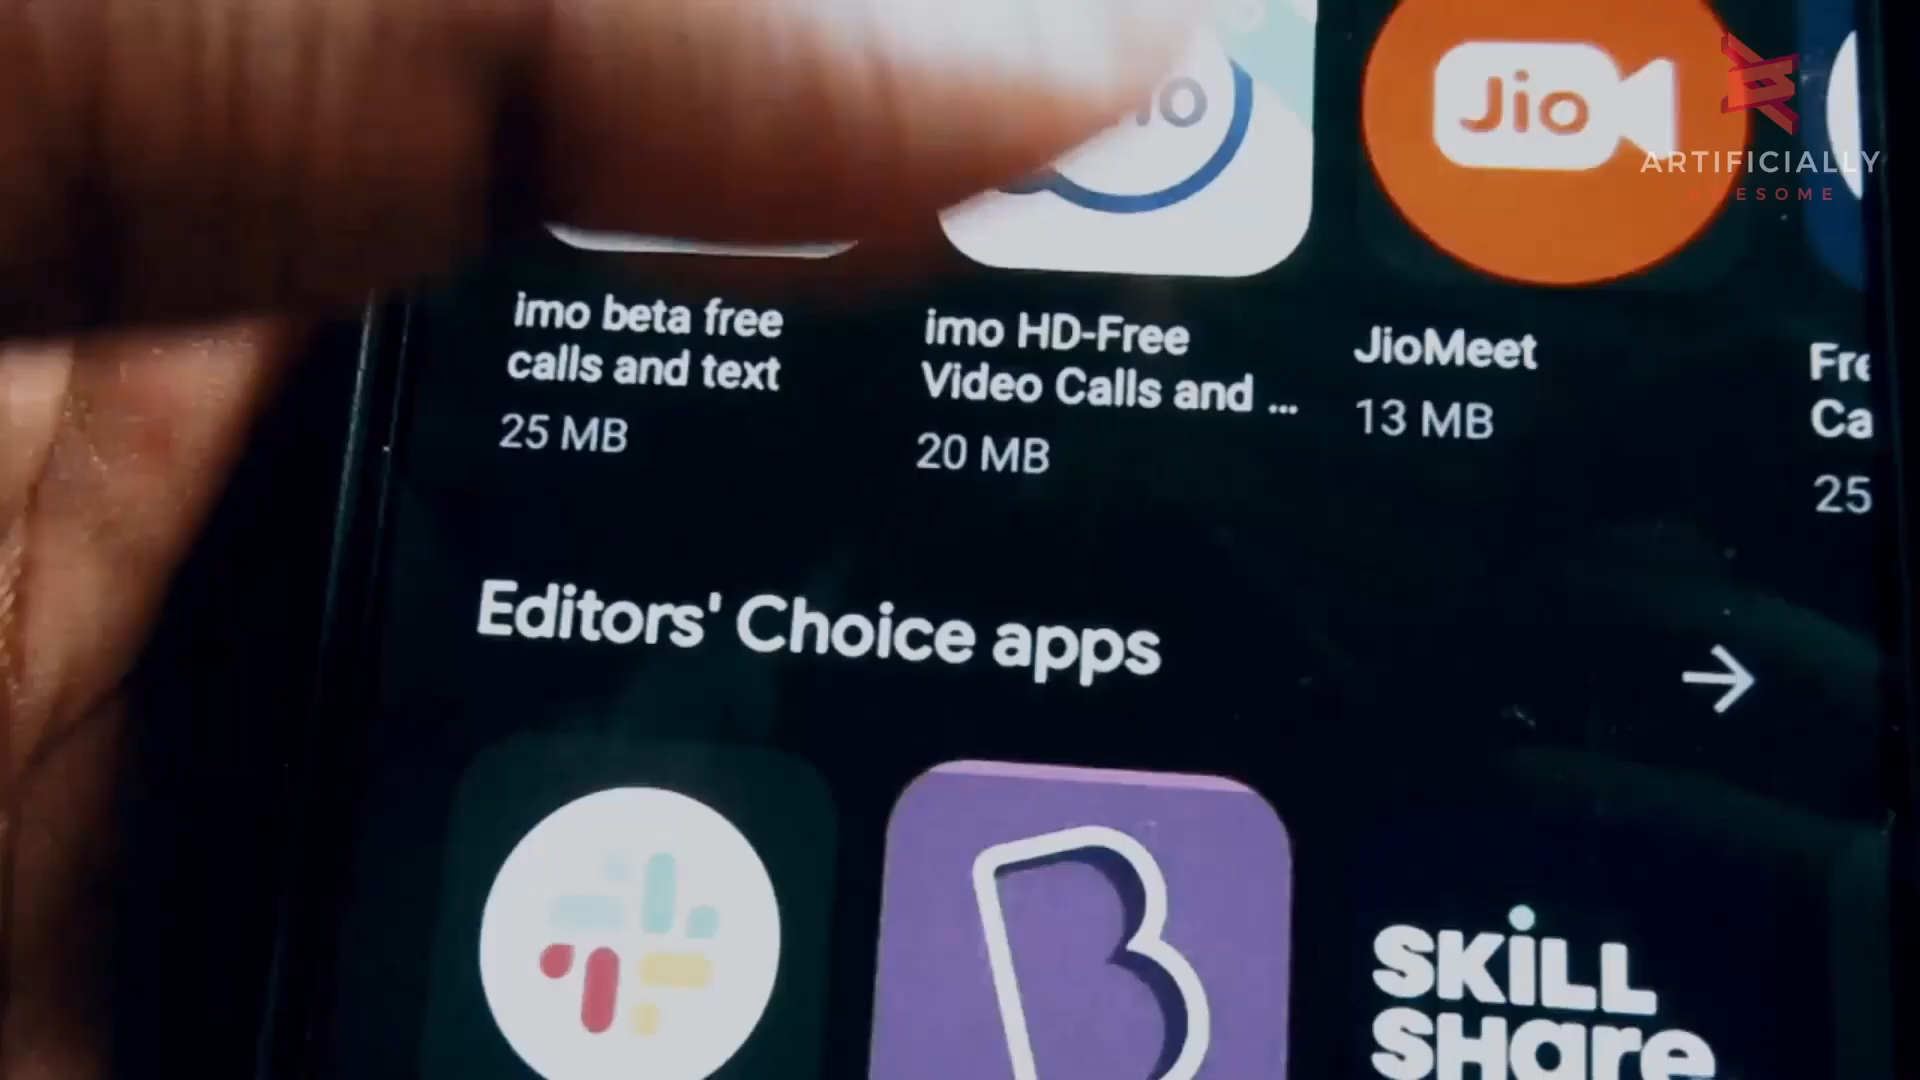 Jio
ARTIFICIALLY
imo beta free
calls and text
25 MB
imo HD-Free
Video Calls and ...
20 MB
JioMeet
13 MB
25
Editors' Choice apps
SKILL
SHare